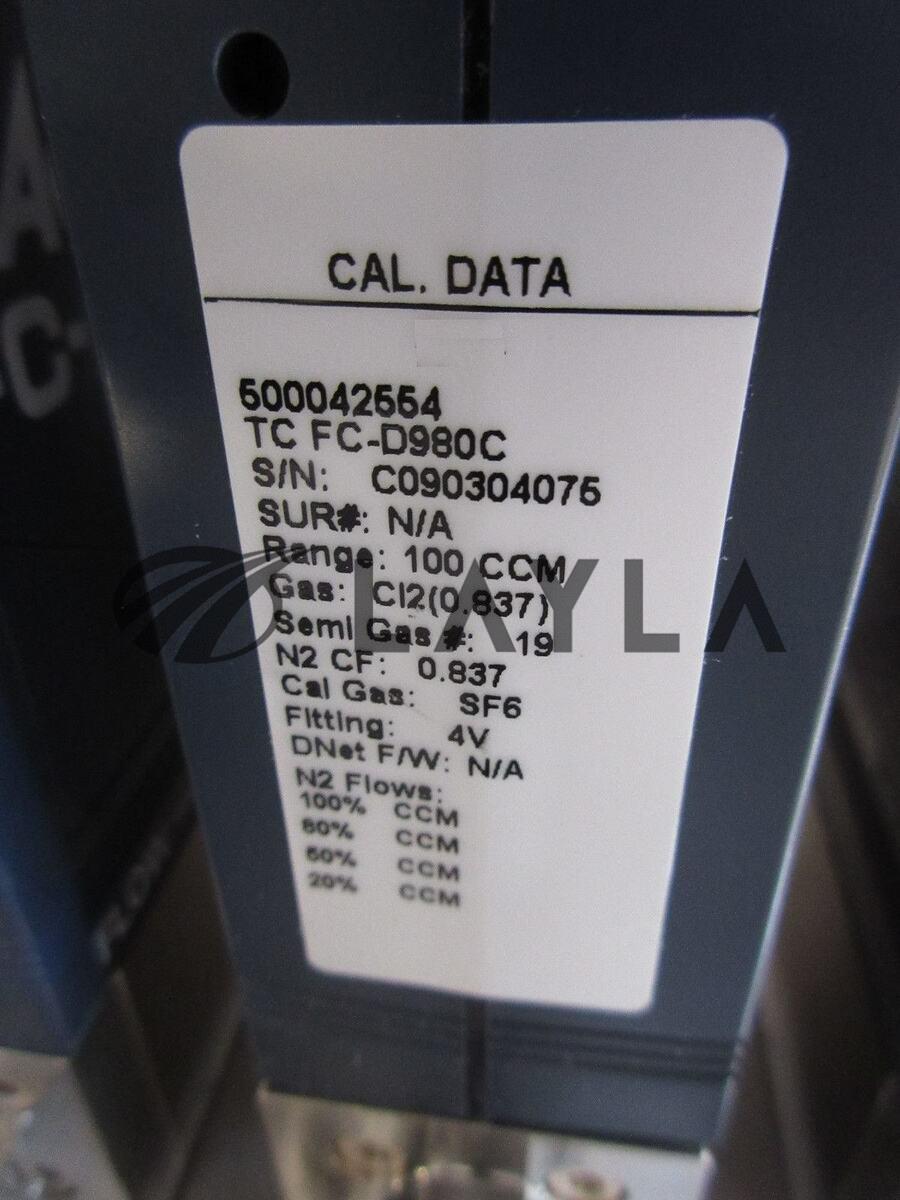 CAL. DATA
500042554
TC FC-D980C
S/N: C090304075
SUR#: N/A
Range: 100 CCM
Gas: Cl2(0.837)
Semi Gas #: 19
N2 CF: 0.837
Cal Gas: SF6
Fitting: 4V
DNet F/W: N/A
N2 Flows:
100% CCM
80% CCM
50% CCM
20% CCM
LAYLA
A
C-